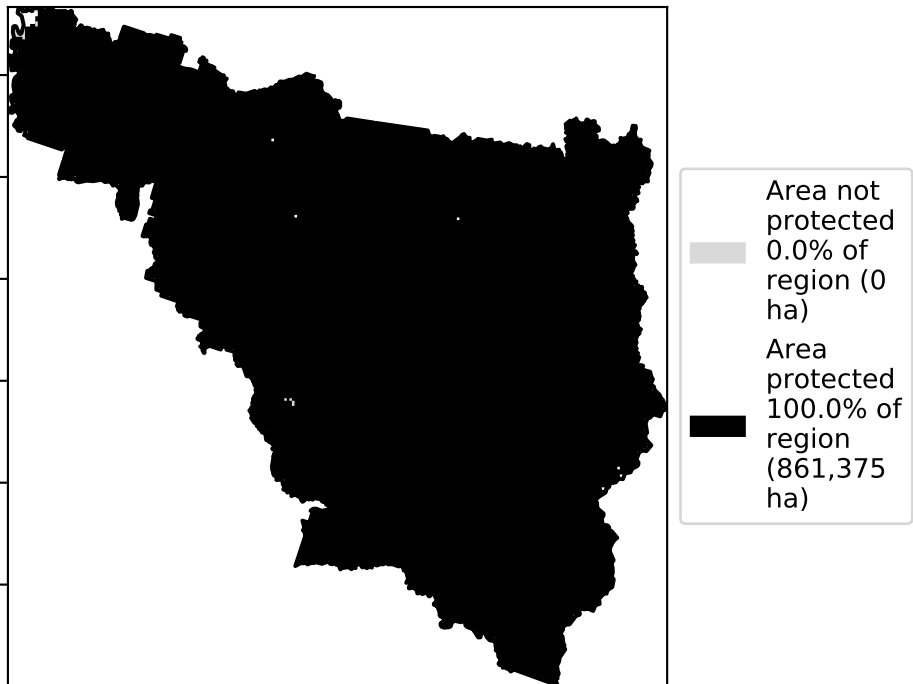 Area not
protected
0.0% of
region (0
ha)
Area
protected
100.0% of
region
(861,375
ha)